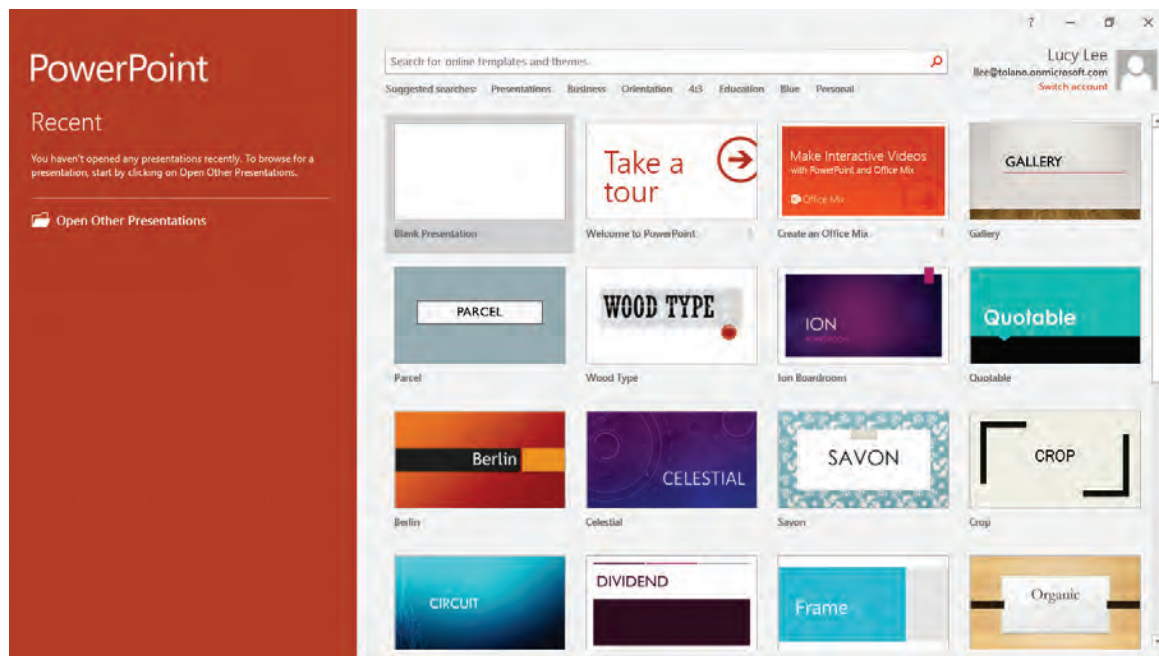 ?
PowerPoint
Recent
You haven't opened any presentations recently. To browse for a
presentation, start by clicking on Open Other Presentations.
Open Other Presentations
Search for online templates and themes
Suggested searches: Presentations Business Orientation 4:3 Education Blue Personal
Lucy Lee
llee@tolano.onmicrosoft.com
Switch account
Blank Presentation
Take a
tour
Welcome to PowerPoint
Make Interactive Videos
with PowerPoint and Office Mix
Office Mix
Create an Office Mix
GALLERY
Gallery
PARCEL
Parcel
WOOD TYPE
Wood Type
ION
BOARDROOM
Ion Boardroom
Quotable
Quotable
Berlin
Berlin
CELESTIAL
Celestial
SAVON
Savon
CROP
Crop
CIRCUIT
DIVIDEND
Frame
Organic